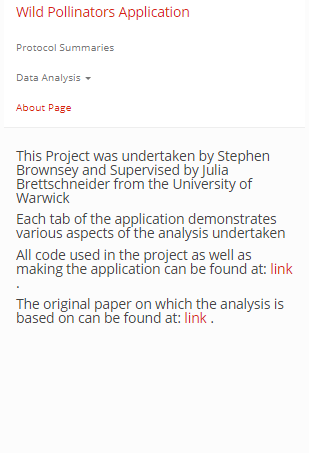 Wild Pollinators Application
Protocol Summaries
Data Analysis
About Page
This Project was undertaken by Stephen
Brownsey and Supervised by Julia
Brettschneider from the University of
Warwick
Each tab of the application demonstrates
various aspects of the analysis undertaken
All code used in the project as well as
making the application can be found at: link
.
The original paper on which the analysis is
based on can be found at: link .